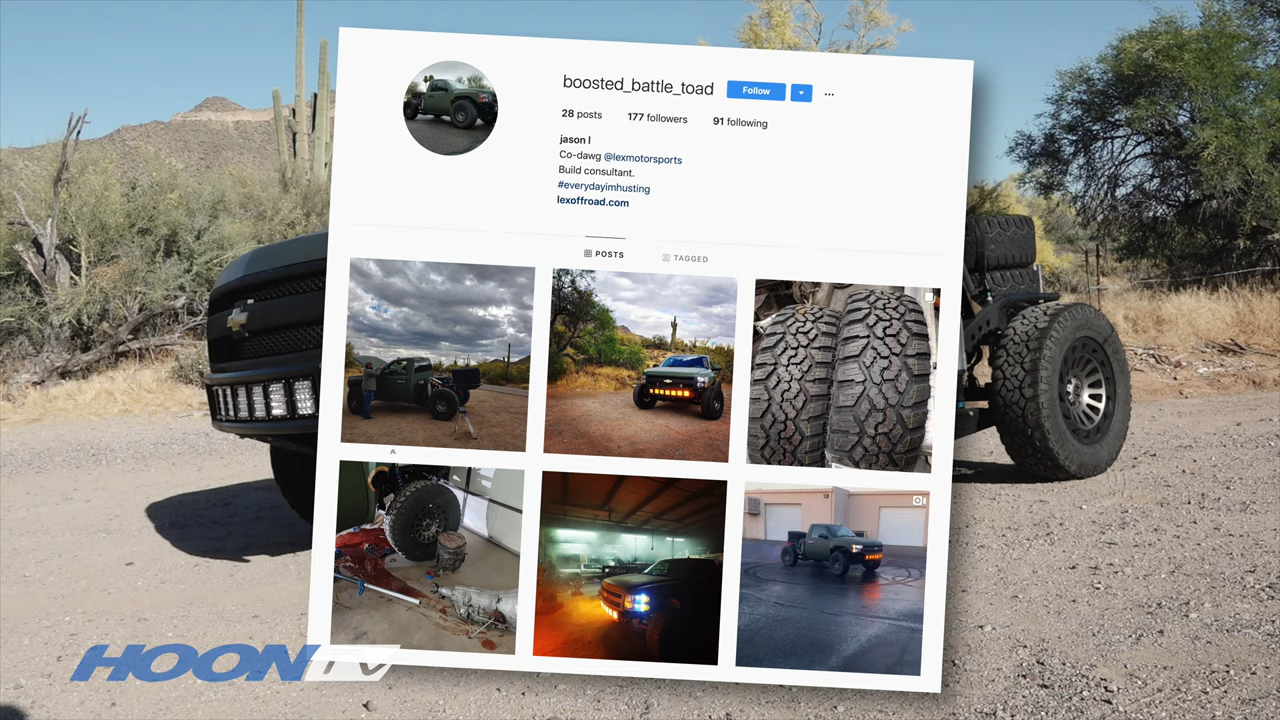 boosted_battle_toad Follow ...
28 posts 177 followers 91 following
jason l
Co-dawg @lexmotorsports
Build consultant.
#everydayimhusting
lexoffroad.com
POSTS TAGGED
HOONTV